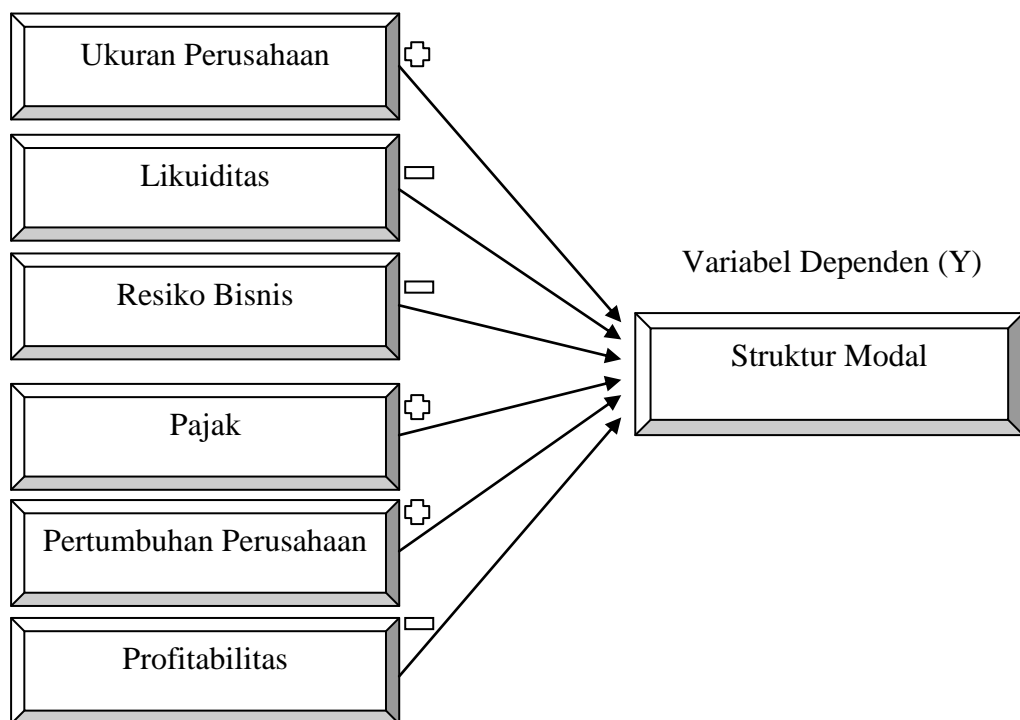 Ukuran Perusahaan
Likuiditas
Resiko Bisnis
Pajak
Pertumbuhan Perusahaan
Profitabilitas
Variabel Dependen (Y)
Struktur Modal